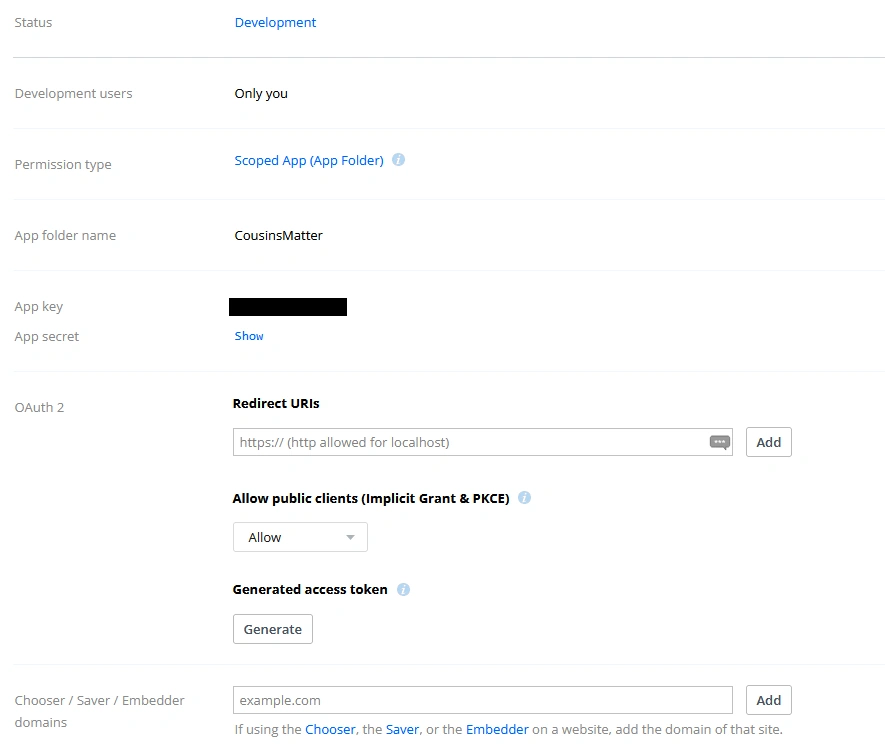 Status Development
Development users Only you
Permission type Scoped App (App Folder) i
App folder name CousinsMatter
App key
App secret Show
OAuth 2 Redirect URIs
https:// (http allowed for localhost) Add
Allow public clients (Implicit Grant & PKCE) i
Allow
Generated access token i
Generate
Chooser / Saver / Embedder domains
example.com Add
If using the Chooser, the Saver, or the Embedder on a website, add the domain of that site.